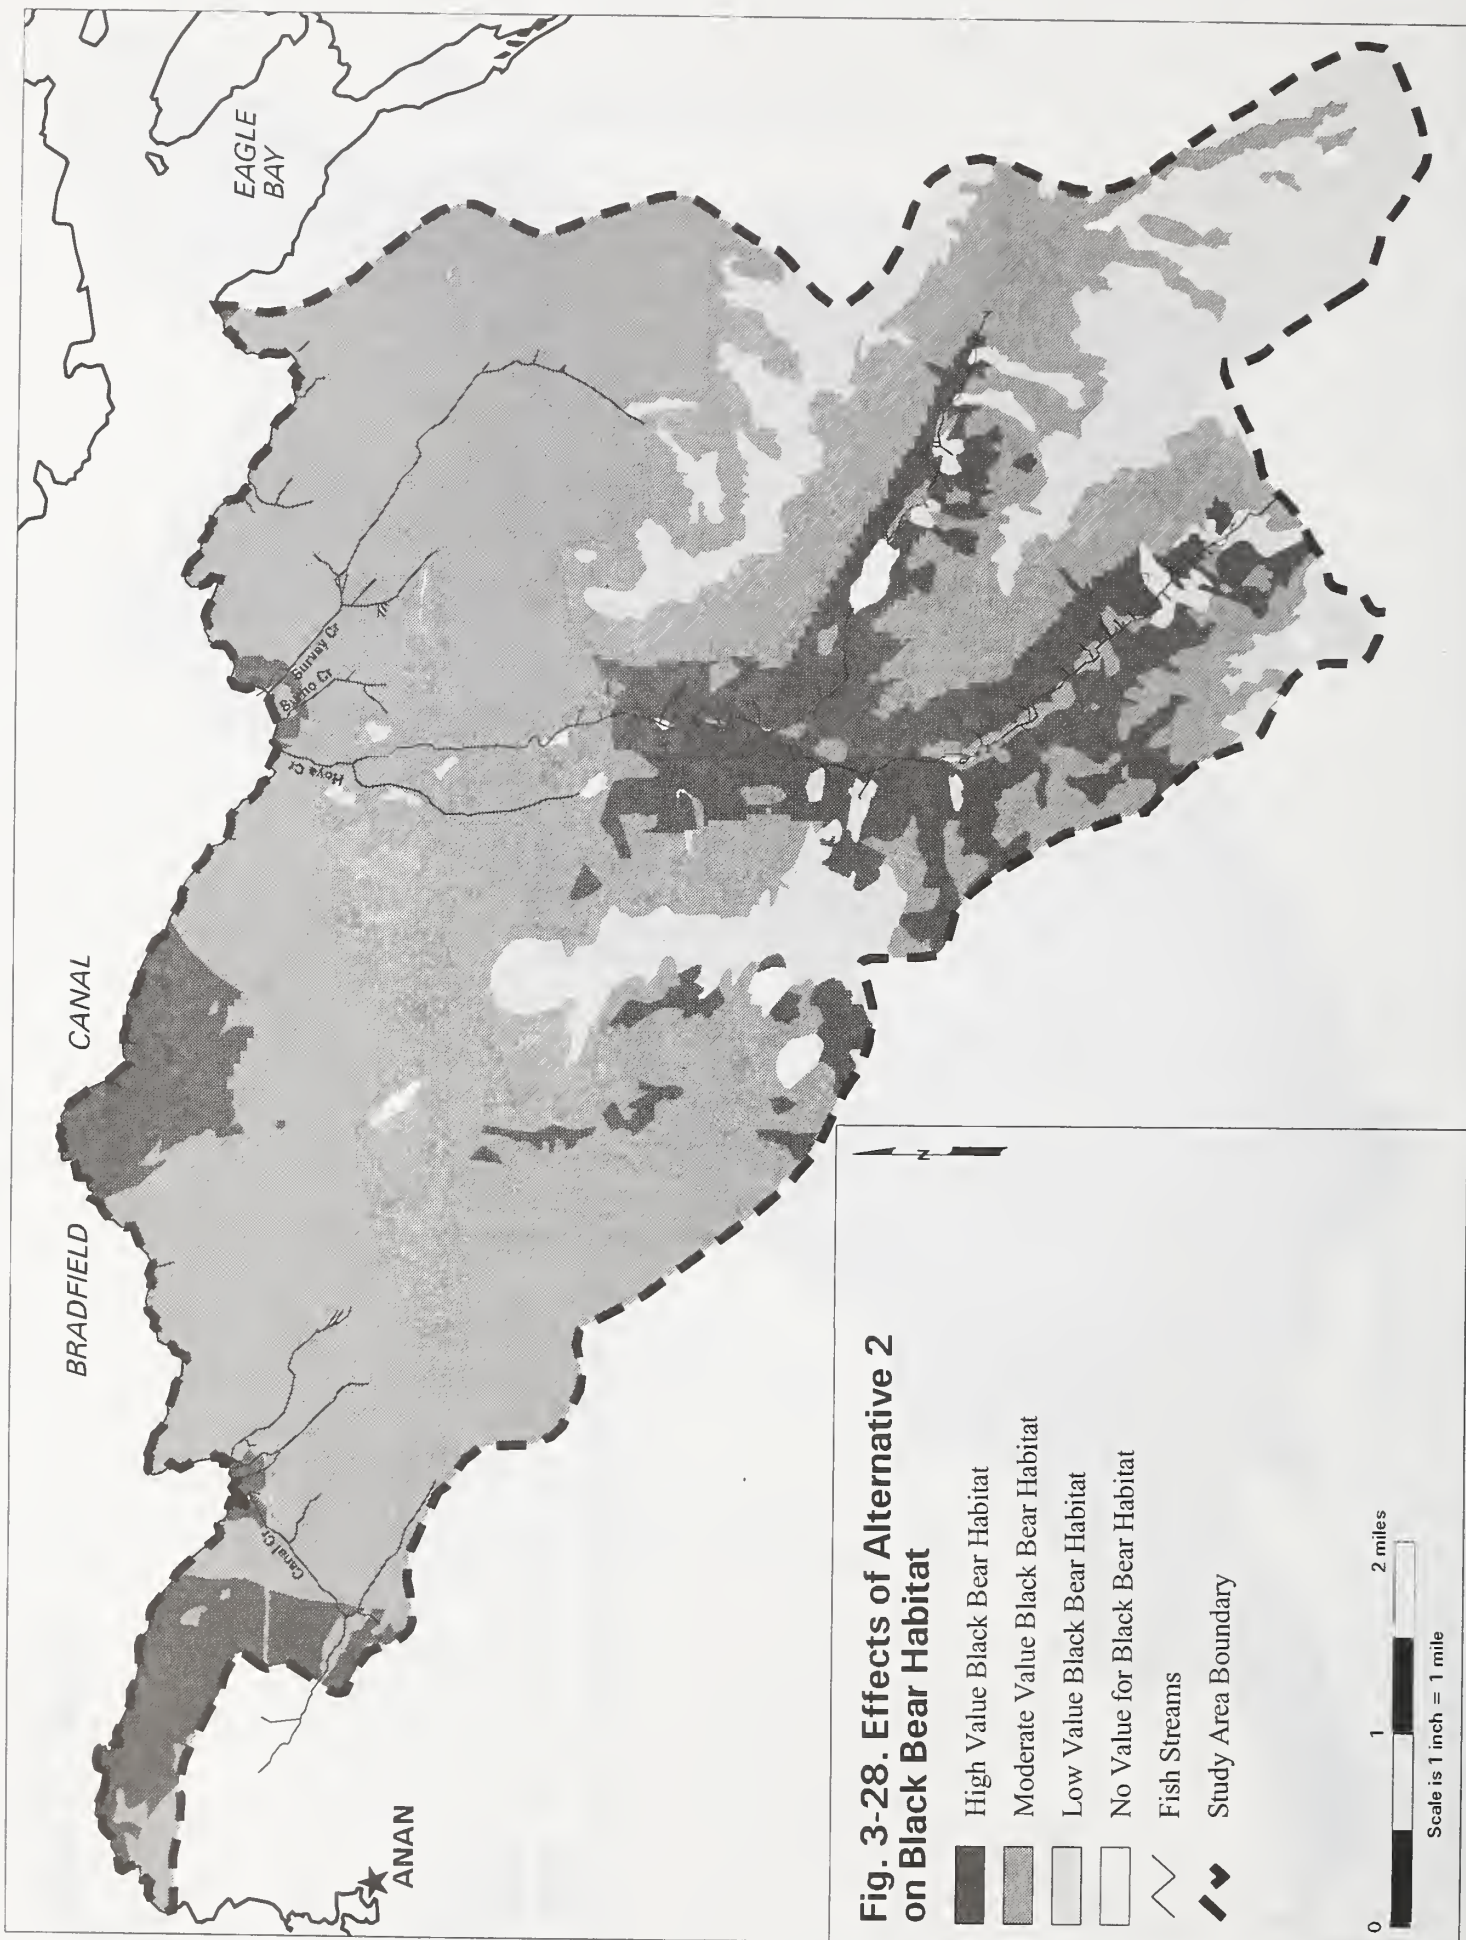 EAGLE
BAY
BRADFIELD CANAL
Survey Cr
Cr
Hoya Cr
Canal Cr
ANAN
Fig. 3-28. Effects of Alternative 2
on Black Bear Habitat
High Value Black Bear Habitat
Moderate Value Black Bear Habitat
Low Value Black Bear Habitat
No Value for Black Bear Habitat
Fish Streams
Study Area Boundary
N
0 1 2 miles
Scale is 1 inch = 1 mile